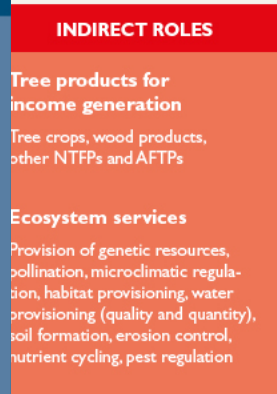 INDIRECT ROLES
Tree products for
income generation
Tree crops, wood products,
other NTFPs and AFTPs
Ecosystem services
Provision of genetic resources,
pollination, microclimatic regula-
tion, habitat provisioning, water
provisioning (quality and quantity),
soil formation, erosion control,
nutrient cycling, pest regulation